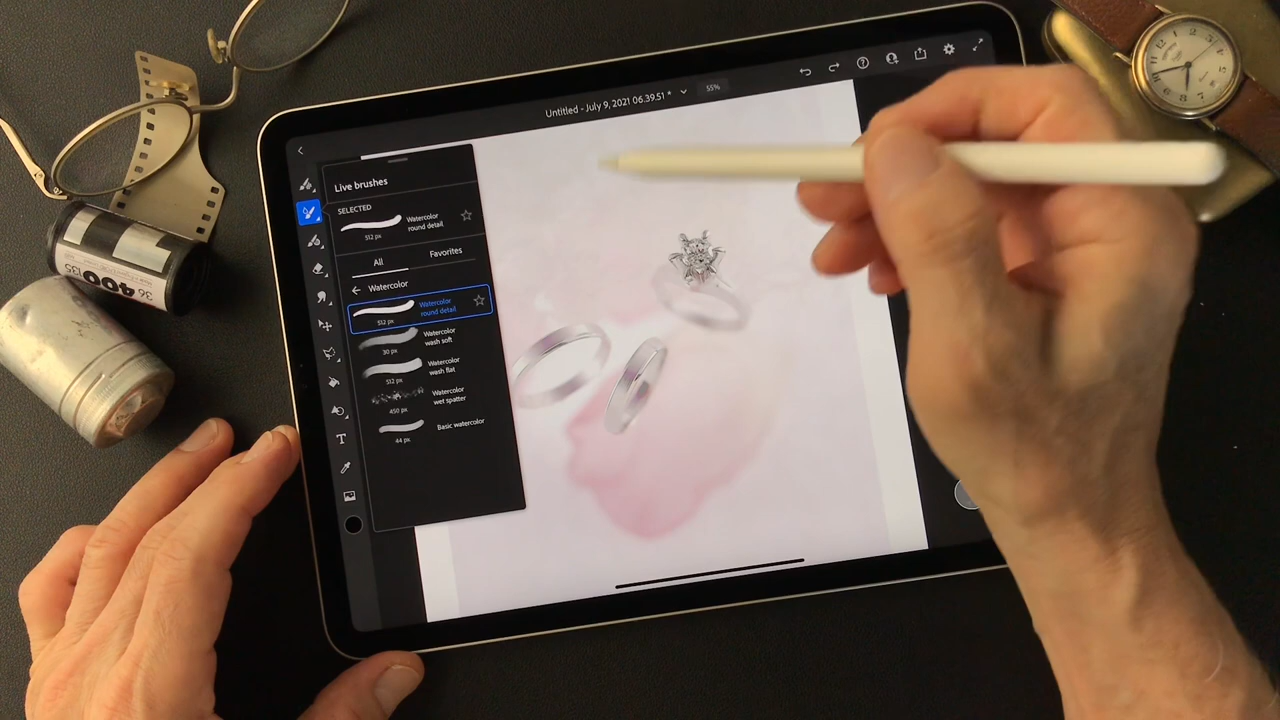 Untitled - July 9, 2021 06.39.51 *
55%
Live brushes
SELECTED
Watercolor
round detail
512 px
All
Favorites
Watercolor
Watercolor
round detail
512 px
Watercolor
wash soft
30 px
Watercolor
wash flat
512 px
Watercolor
wet spatter
450 px
Basic watercolor
44 px
T
400
36
135